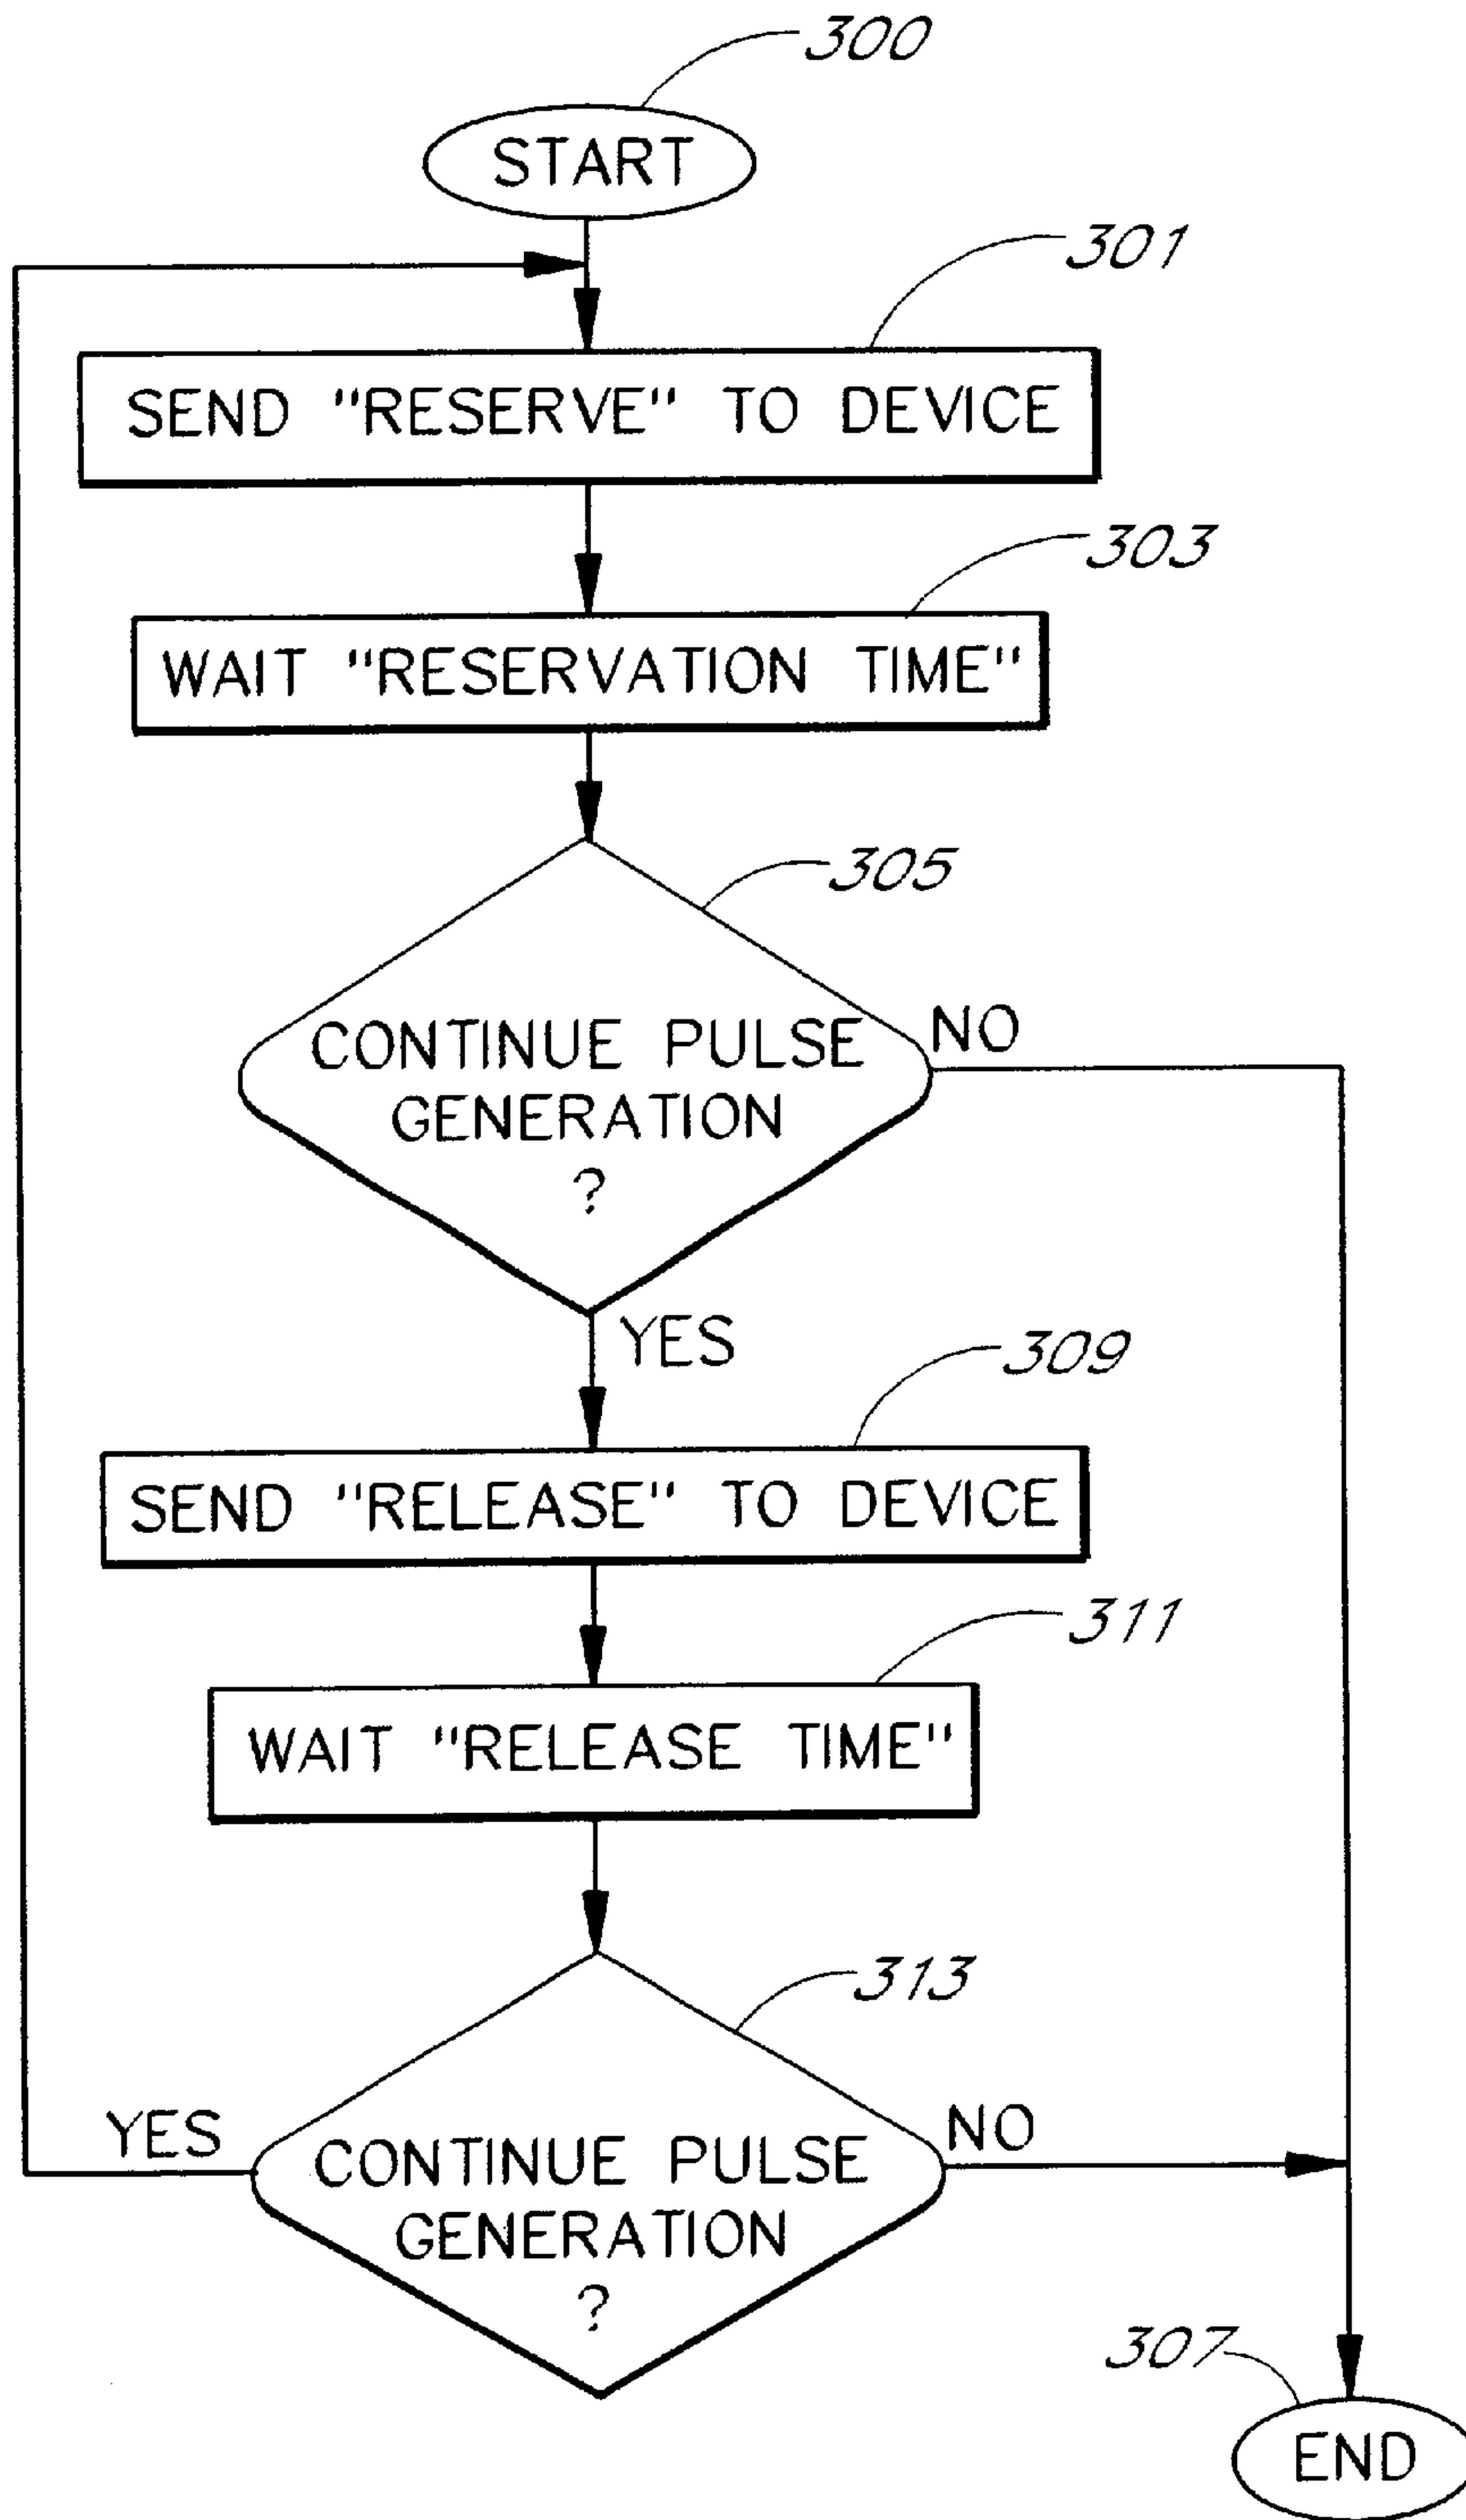 300
START
301
SEND "RESERVE" TO DEVICE
303
WAIT "RESERVATION TIME"
305
CONTINUE PULSE
GENERATION
?
NO
YES
309
SEND "RELEASE" TO DEVICE
311
WAIT "RELEASE TIME"
313
YES
CONTINUE PULSE
GENERATION
?
NO
307
END